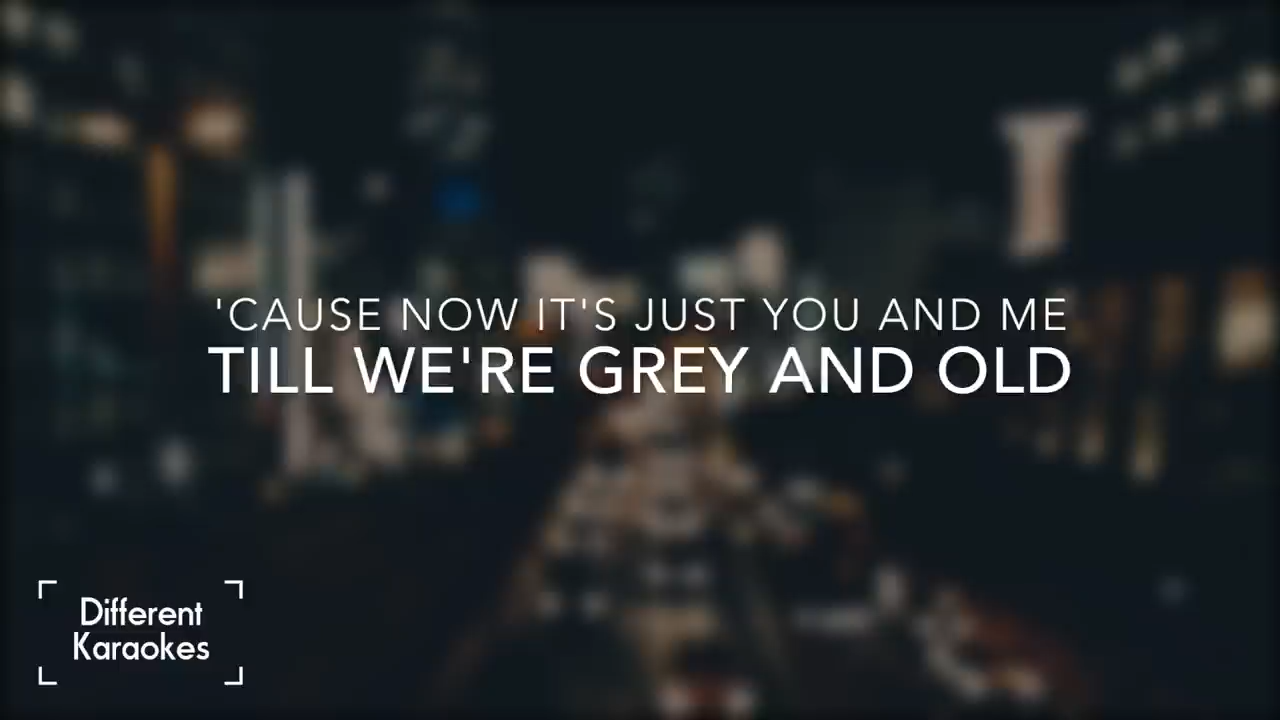 'CAUSE NOW IT'S JUST YOU AND ME
TILL WE'RE GREY AND OLD
Different
Karaokes